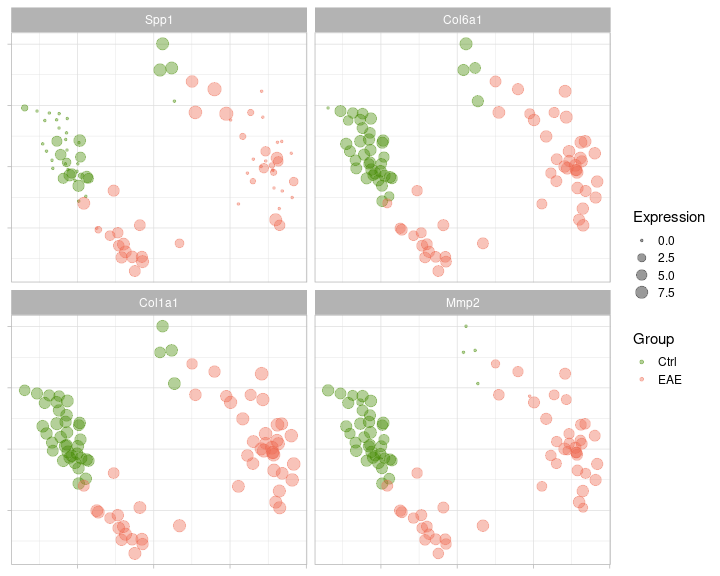 Spp1
Col6a1
Col1a1
Mmp2
Expression
0.0
2.5
5.0
7.5
Group
Ctrl
EAE